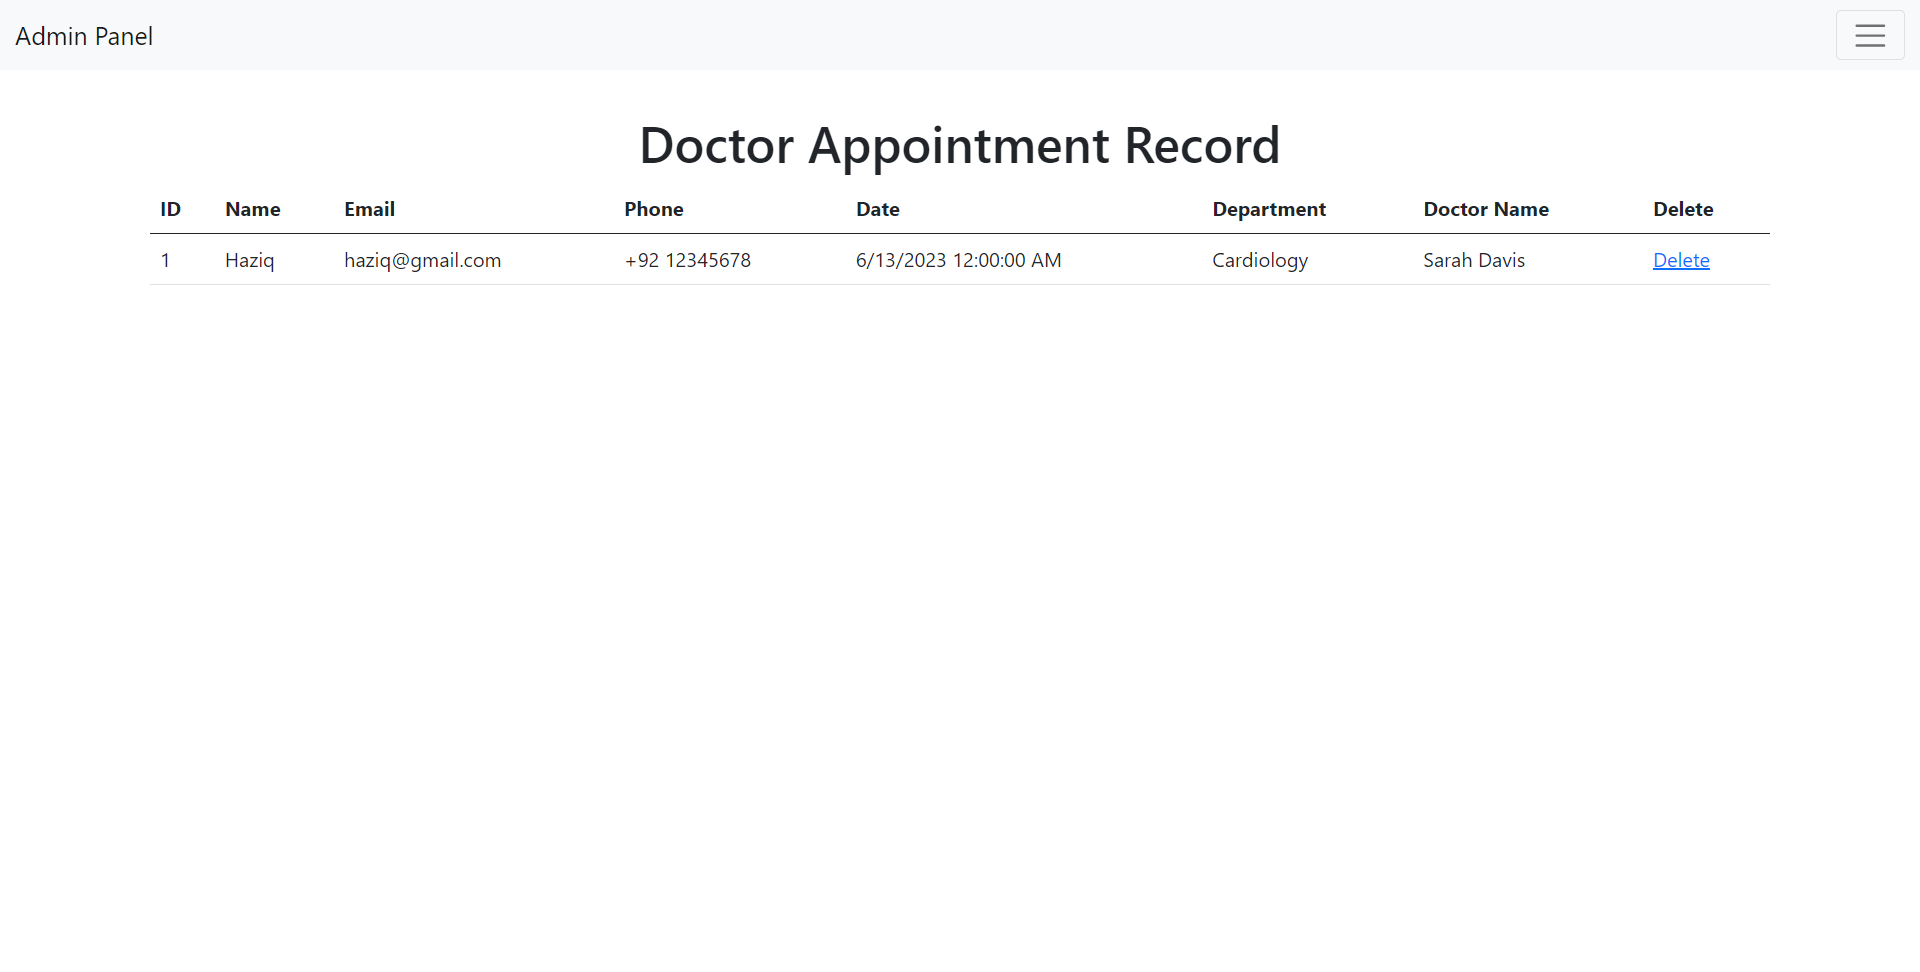 Admin Panel
Doctor Appointment Record
ID Name Email Phone Date Department Doctor Name Delete
1 Haziq haziq@gmail.com +92 12345678 6/13/2023 12:00:00 AM Cardiology Sarah Davis Delete